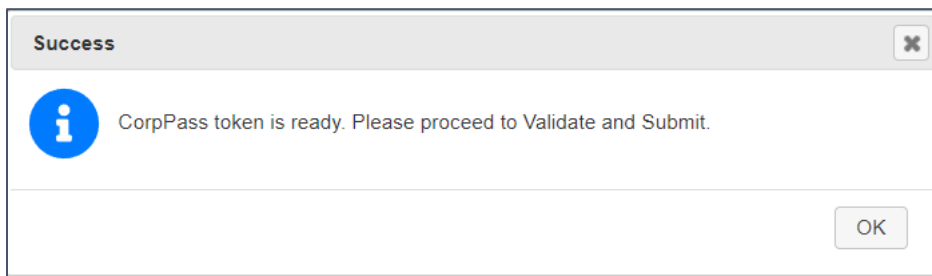 Success
CorpPass token is ready. Please proceed to Validate and Submit.
OK